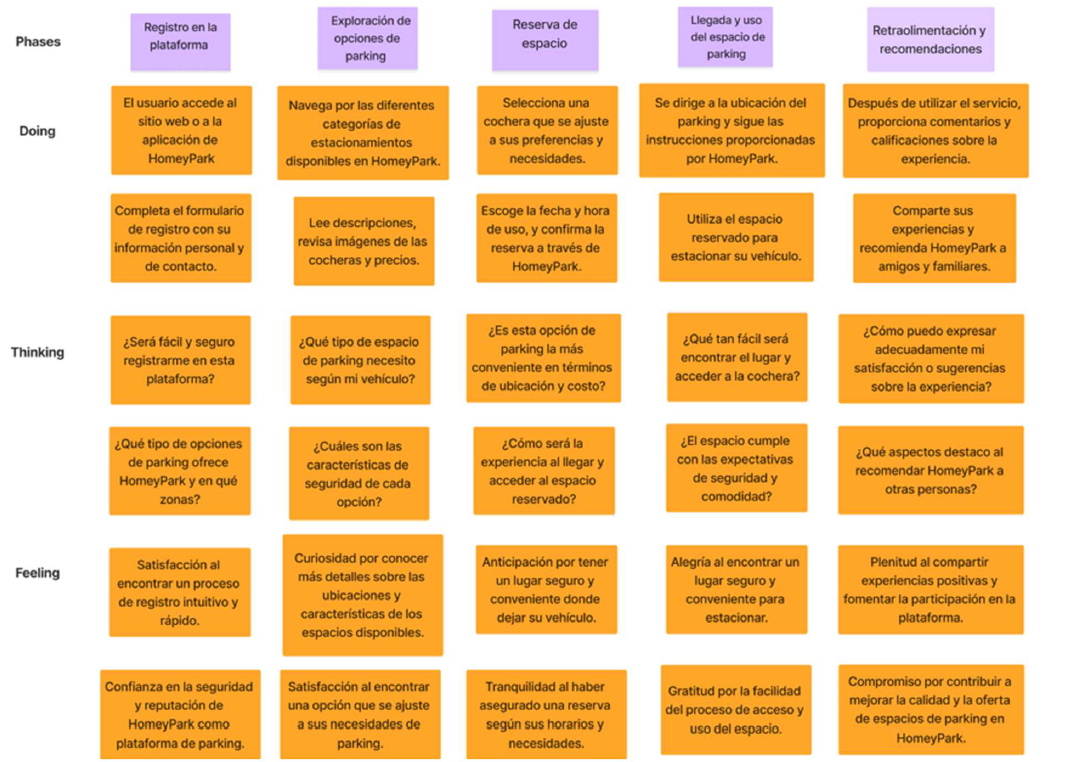 Phases
Registro en la
plataforma
Exploración de
opciones de
parking
Reserva de
espacio
Llegada y uso
del espacio de
parking
Retraolimentación y
recomendaciones
Doing
El usuario accede al
sitio web o a la
aplicación de
HomeyPark
Navega por las diferentes
categorías de
estacionamientos
disponibles en HomeyPark.
Selecciona una
cochera que se ajuste
a sus preferencias y
necesidades.
Se dirige a la ubicación del
parking y sigue las
instrucciones proporcionadas
por HomeyPark.
Después de utilizar el servicio,
proporciona comentarios y
calificaciones sobre la
experiencia.
Completa el formulario
de registro con su
información personal y
de contacto.
Lee descripciones,
revisa imágenes de las
cocheras y precios.
Escoge la fecha y hora
de uso, y confirma la
reserva a través de
HomeyPark.
Utiliza el espacio
reservado para
estacionar su vehículo.
Comparte sus
experiencias y
recomienda HomeyPark a
amigos y familiares.
Thinking
¿Será fácil y seguro
registrarme en esta
plataforma?
¿Qué tipo de espacio
de parking necesito
según mi vehículo?
¿Es esta opción de
parking la más
conveniente en términos
de ubicación y costo?
¿Qué tan fácil será
encontrar el lugar y
acceder a la cochera?
¿Cómo puedo expresar
adecuadamente mi
satisfacción o sugerencias
sobre la experiencia?
¿Qué tipo de opciones
de parking ofrece
HomeyPark y en qué
zonas?
¿Cuáles son las
características de
seguridad de cada
opción?
¿Cómo será la
experiencia al llegar y
acceder al espacio
reservado?
¿El espacio cumple
con las expectativas
de seguridad y
comodidad?
¿Qué aspectos destaco al
recomendar HomeyPark a
otras personas?
Feeling
Satisfacción al
encontrar un proceso
de registro intuitivo y
rápido.
Curiosidad por conocer
más detalles sobre las
ubicaciones y
características de los
espacios disponibles.
Anticipación por tener
un lugar seguro y
conveniente donde
dejar su vehículo.
Alegría al encontrar un
lugar seguro y
conveniente para
estacionar.
Plenitud al compartir
experiencias positivas y
fomentar la participación en la
plataforma.
Confianza en la seguridad
y reputación de
HomeyPark como
plataforma de parking.
Satisfacción al encontrar
una opción que se ajuste
a sus necesidades de
parking.
Tranquilidad al haber
asegurado una reserva
según sus horarios y
necesidades.
Gratitud por la facilidad
del proceso de acceso y
uso del espacio.
Compromiso por contribuir a
mejorar la calidad y la oferta
de espacios de parking en
HomeyPark.